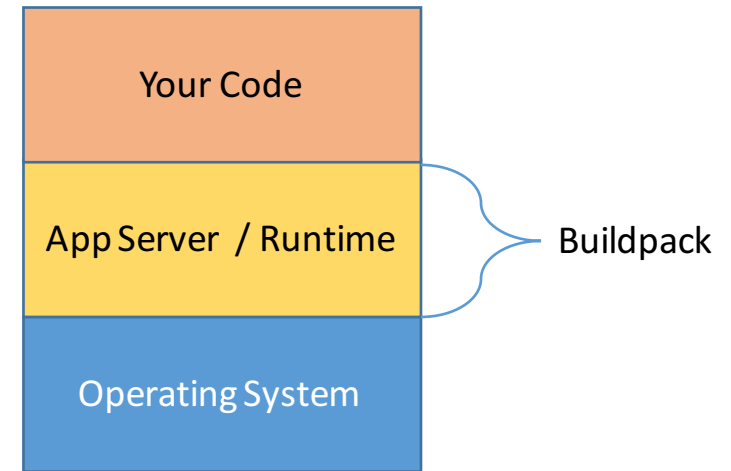 Your Code
App Server / Runtime
Buildpack
Operating System